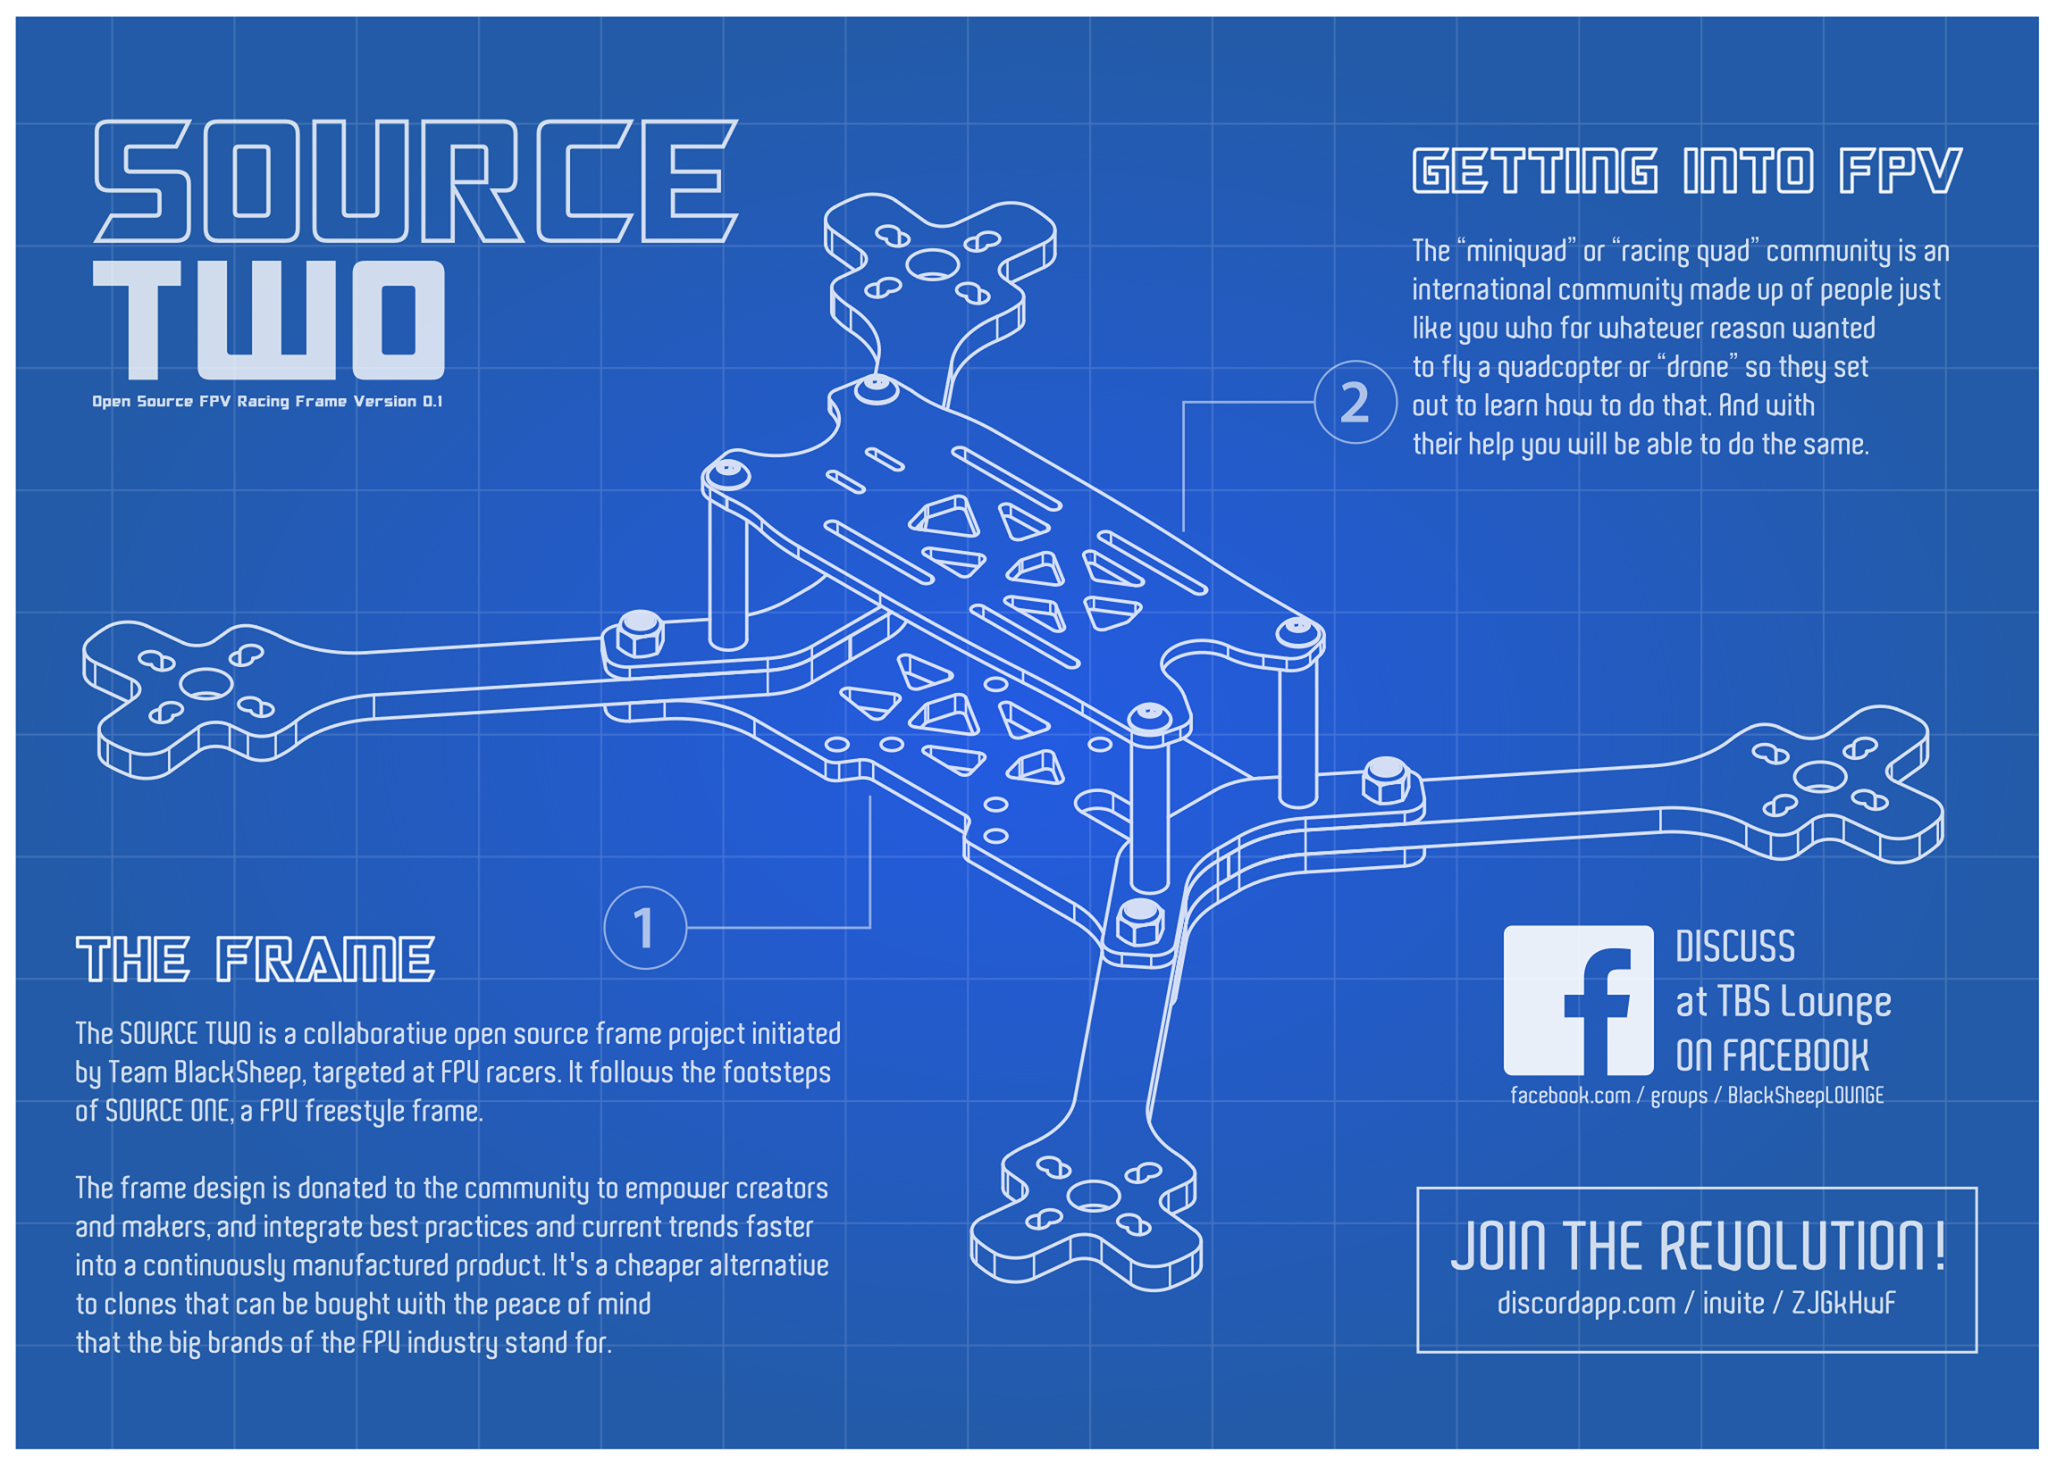 SOURCE
TWO
Open Source FPV Racing Frame Version 0.1
GETTING INTO FPV
The “miniquad” or “racing quad” community is an
international community made up of people just
like you who for whatever reason wanted
to fly a quadcopter or “drone” so they set
out to learn how to do that. And with
their help you will be able to do the same.
2
1
THE FRAME
The SOURCE TWO is a collaborative open source frame project initiated
by Team BlackSheep, targeted at FPV racers. It follows the footsteps
of SOURCE ONE, a FPV freestyle frame.
The frame design is donated to the community to empower creators
and makers, and integrate best practices and current trends faster
into a continuously manufactured product. It's a cheaper alternative
to clones that can be bought with the peace of mind
that the big brands of the FPV industry stand for.
f
DISCUSS
at TBS Lounge
ON FACEBOOK
facebook.com / groups / BlackSheepLOUNGE
JOIN THE REVOLUTION!
discordapp.com / invite / ZJGkHwF